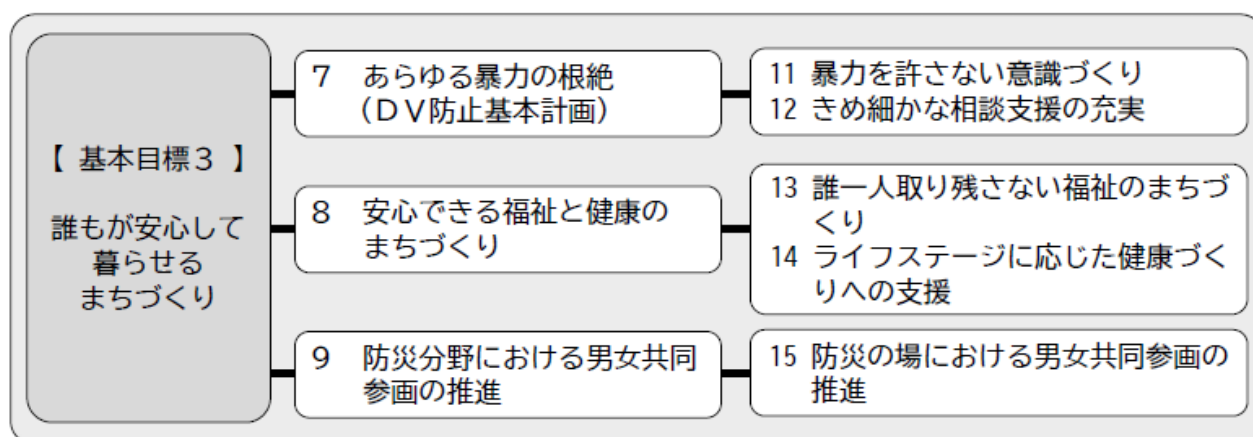 【 基本目標３ 】
誰もが安心して
暮らせる
まちづくり
７ あらゆる暴力の根絶
（ＤＶ防止基本計画）
11 暴力を許さない意識づくり
12 きめ細かな相談支援の充実
８ 安心できる福祉と健康の
まちづくり
13 誰一人取り残さない福祉のまちづ
くり
14 ライフステージに応じた健康づく
りへの支援
９ 防災分野における男女共同
参画の推進
15 防災の場における男女共同参画の
推進